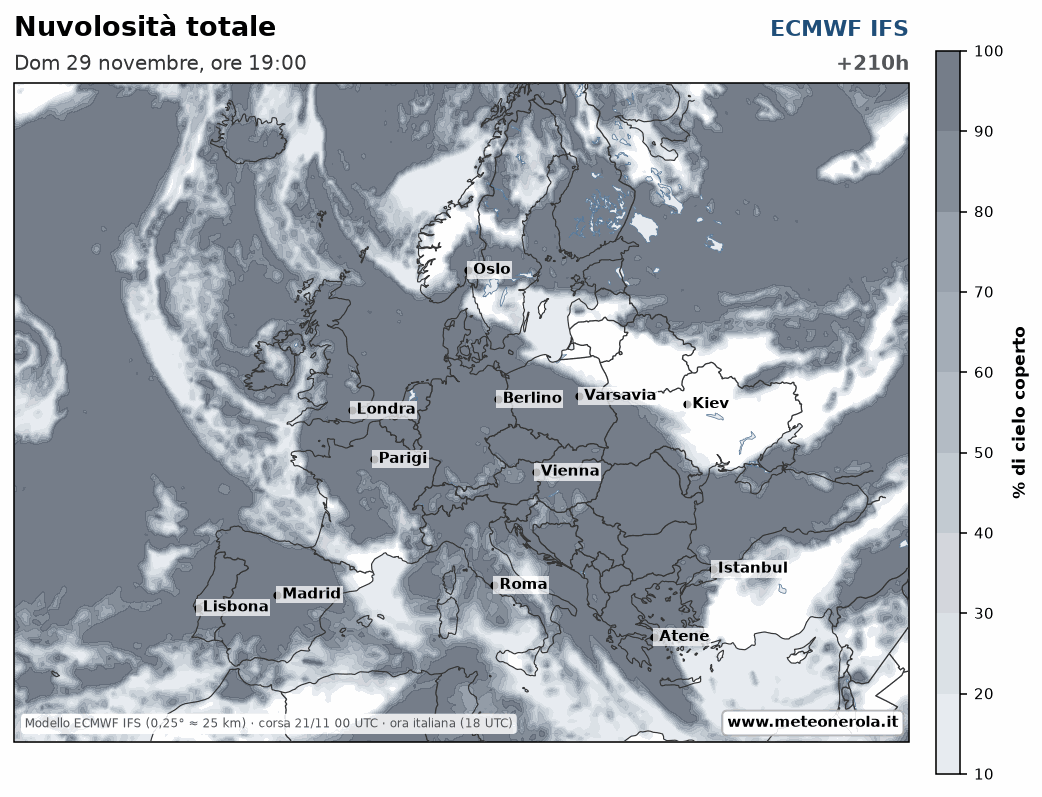 Nuvolosità totale
ECMWF IFS
Dom 29 novembre, ore 19:00
+210h
Oslo
Londra
Berlino
Varsavia
Kiev
Parigi
Vienna
Istanbul
Roma
Madrid
Lisbona
Atene
Modello ECMWF IFS (0,25° ≈ 25 km) · corsa 21/11 00 UTC · ora italiana (18 UTC)
www.meteonerola.it
100
90
80
70
60
50
40
30
20
10
% di cielo coperto